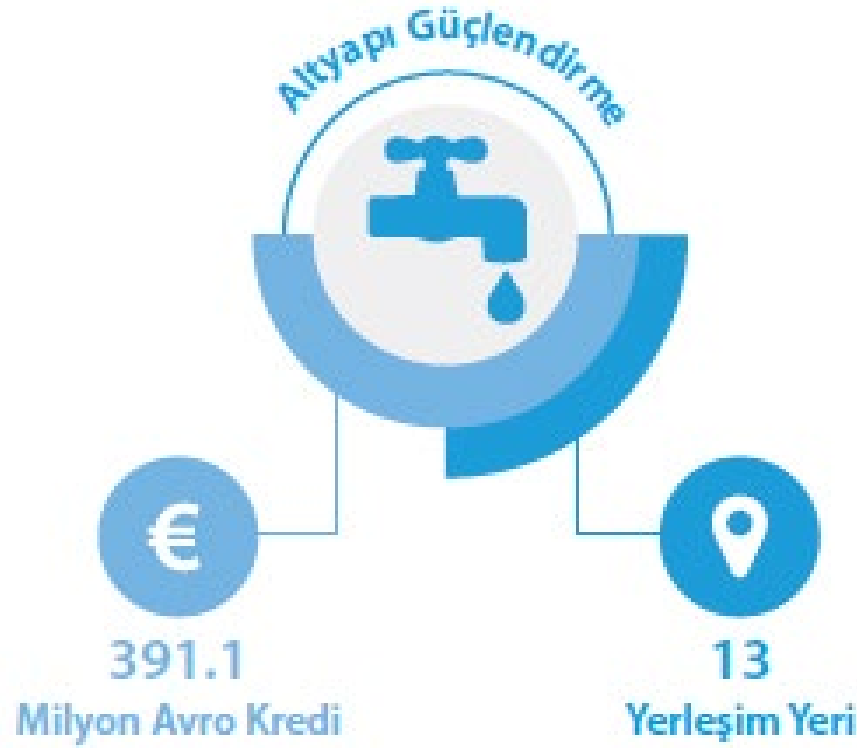 Altyapı Güçlendirme
€
391.1
Milyon Avro Kredi
13
Yerleşim Yeri